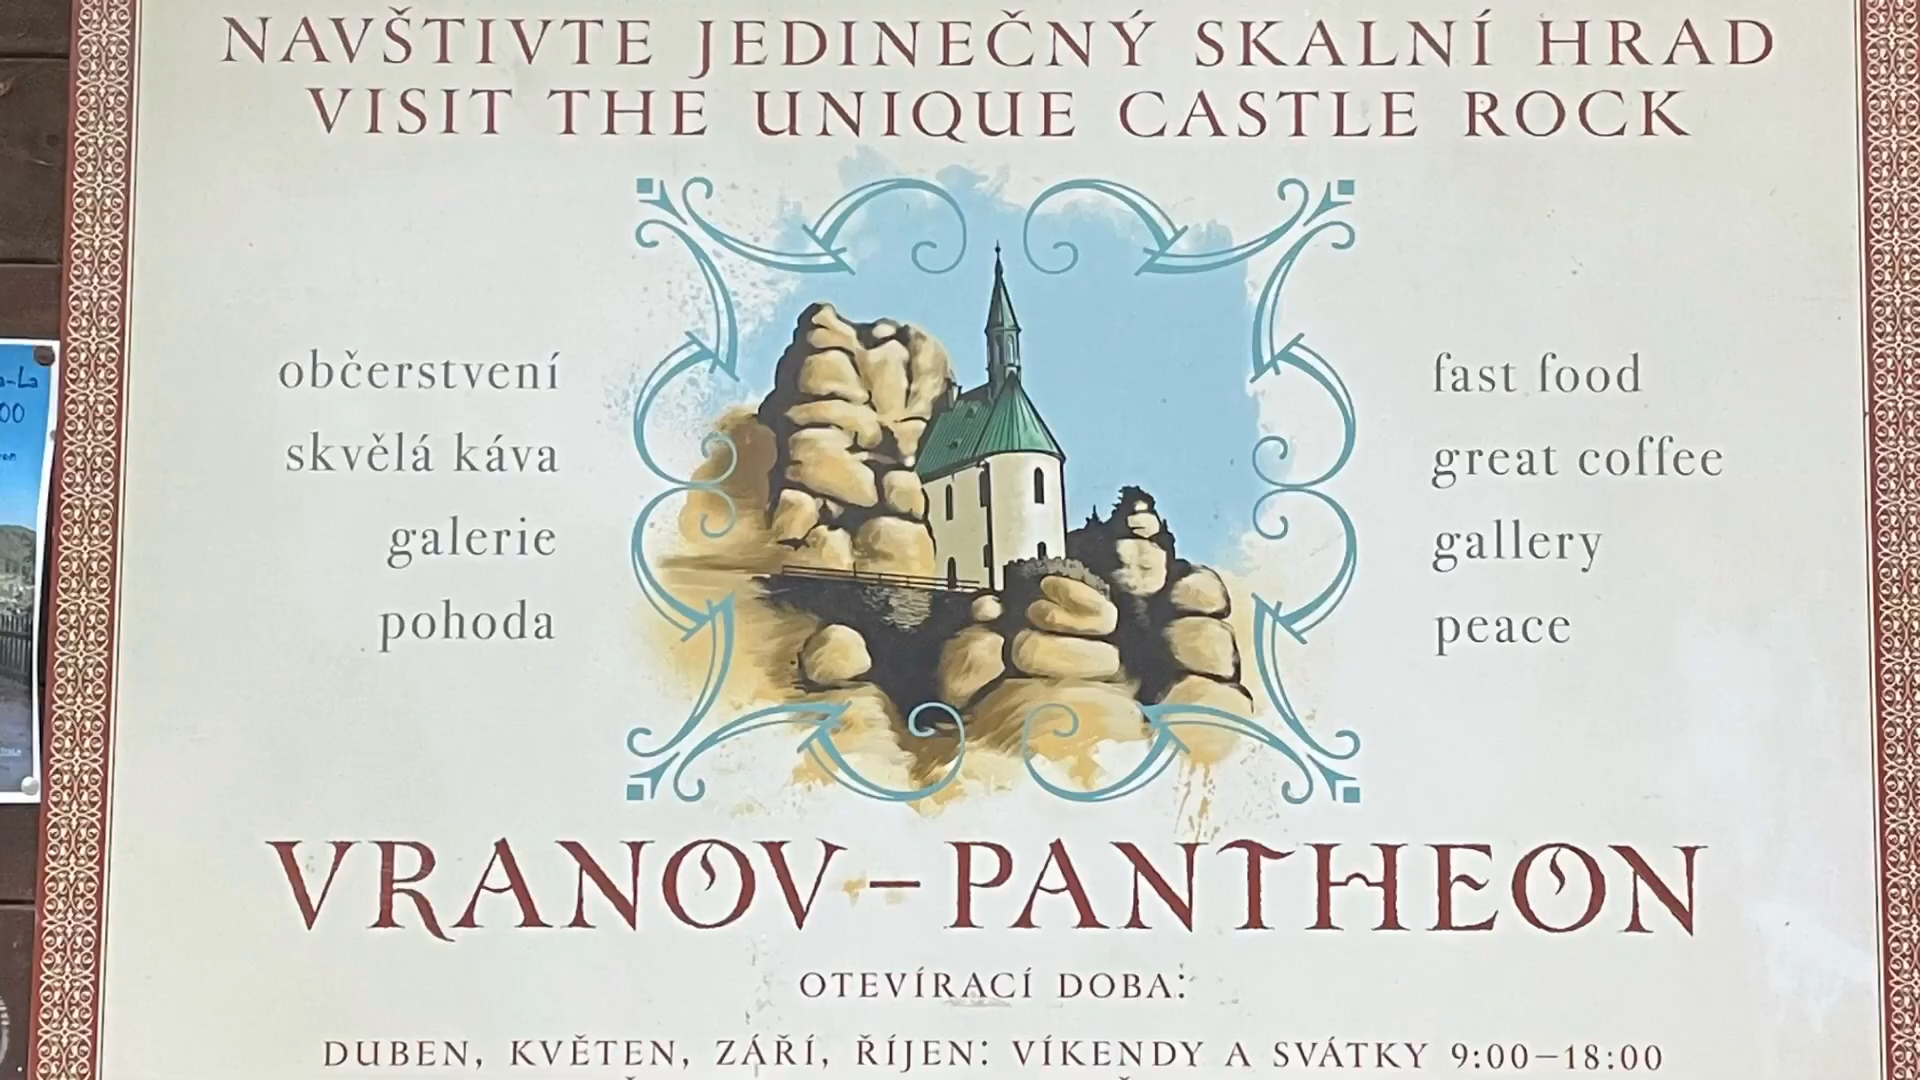 NAVŠTIVTE JEDINEČNÝ SKALNÍ HRAD
VISIT THE UNIQUE CASTLE ROCK
občerstvení
skvělá káva
galerie
pohoda
fast food
great coffee
gallery
peace
VRANOV – PANTHEON
OTEVÍRACÍ DOBA:
DUBEN, KVĚTEN, ZÁŘÍ, ŘÍJEN: VÍKENDY A SVÁTKY 9:00–18:00